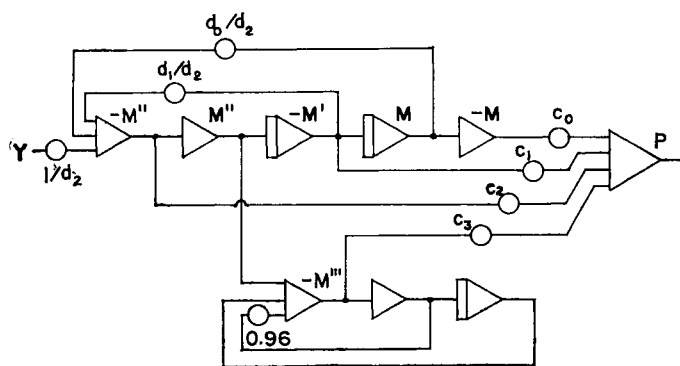 d₀/d₂
d₁/d₂
-M'' M'' -M' M -M c₀ P
Y
1/d₂
c₁
c₂
c₃
-M'''
0.96